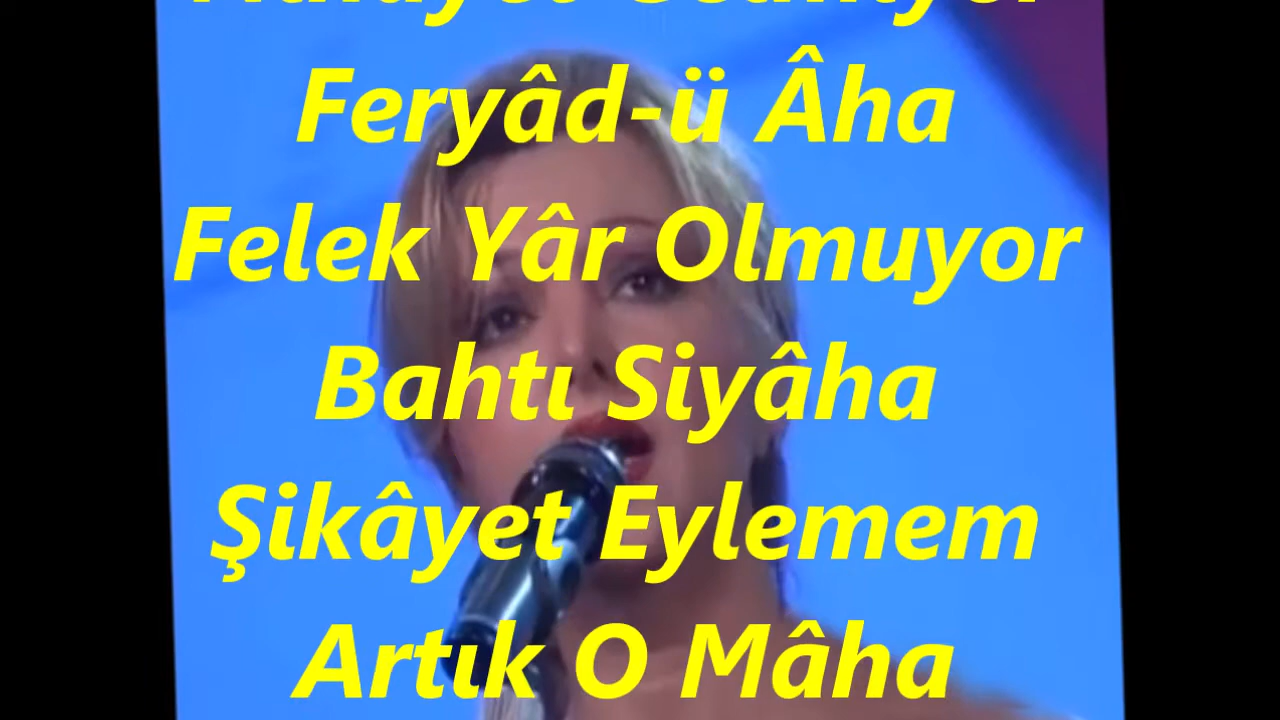 Feryâd-ü Âha
Felek Yâr Olmuyor
Bahtı Siyâha
Şikâyet Eylemem
Artık O Mâha